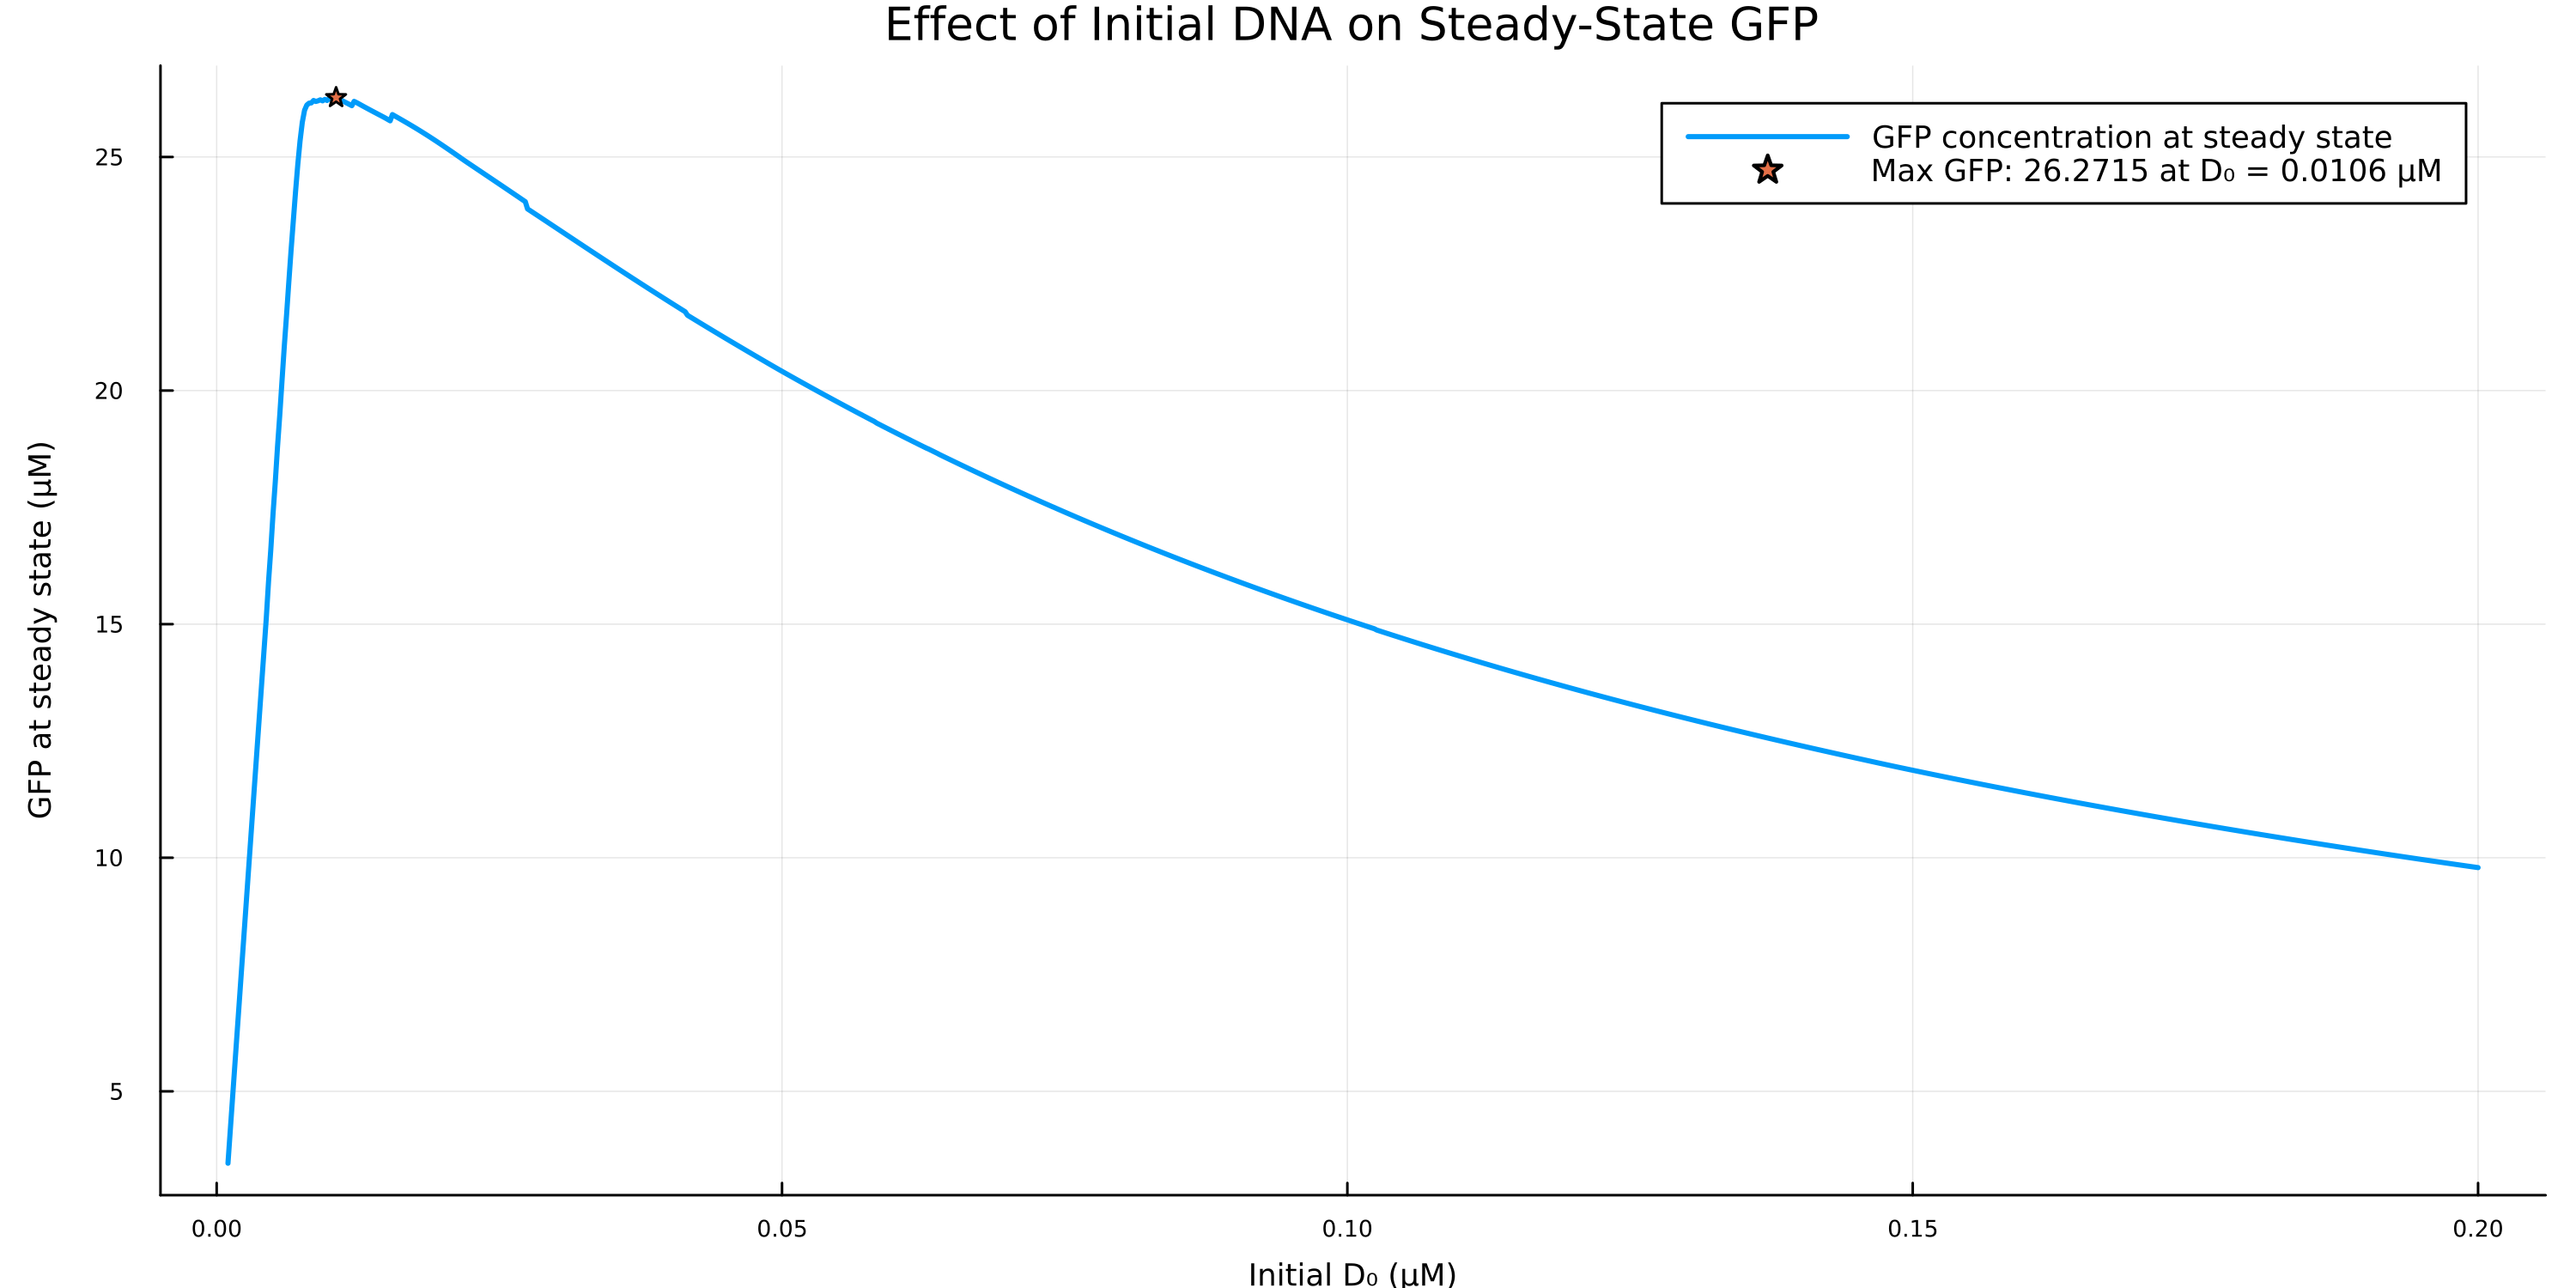 Effect of Initial DNA on Steady-State GFP
GFP concentration at steady state
Max GFP: 26.2715 at D₀ = 0.0106 μM
GFP at steady state (μM)
25
20
15
10
5
0.00
0.05
0.10
0.15
0.20
Initial D₀ (μM)